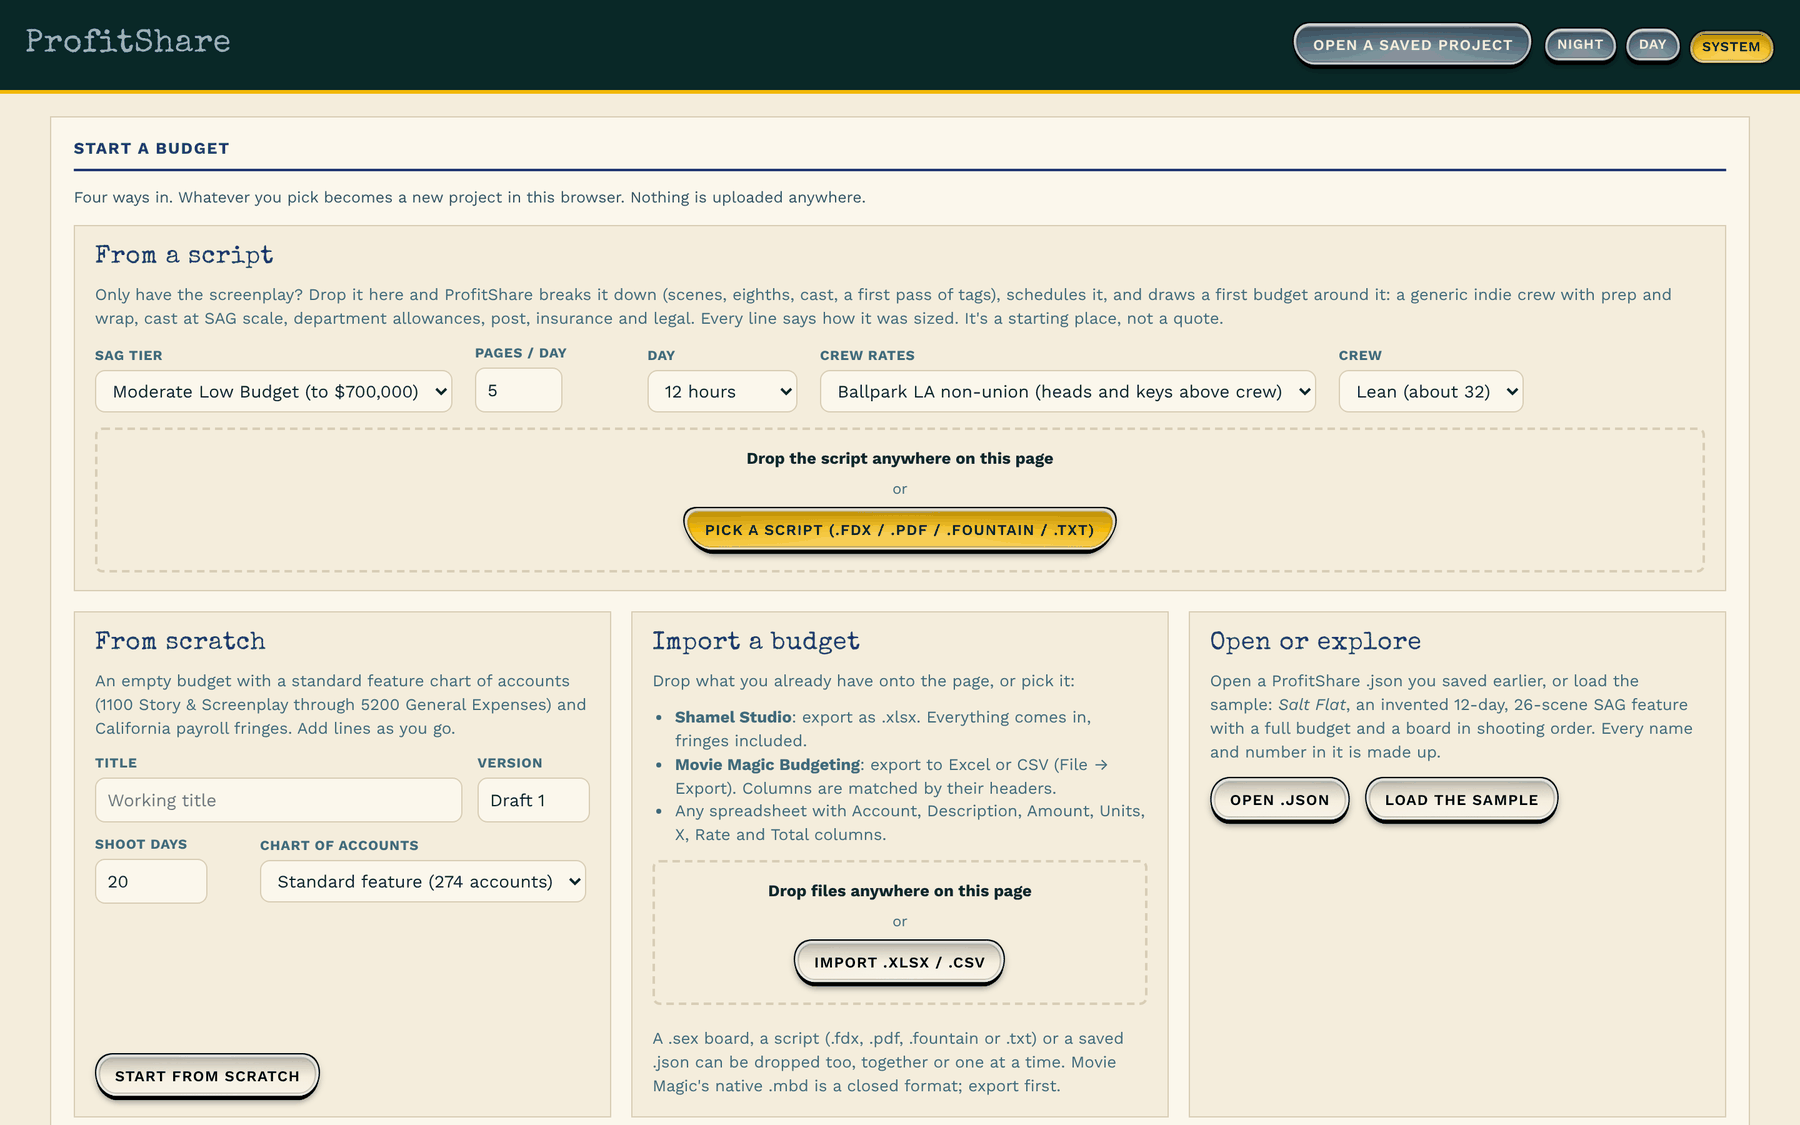 ProfitShare
OPEN A SAVED PROJECT
NIGHT
DAY
SYSTEM
START A BUDGET
Four ways in. Whatever you pick becomes a new project in this browser. Nothing is uploaded anywhere.
From a script
Only have the screenplay? Drop it here and ProfitShare breaks it down (scenes, eighths, cast, a first pass of tags), schedules it, and draws a first budget around it: a generic indie crew with prep and
wrap, cast at SAG scale, department allowances, post, insurance and legal. Every line says how it was sized. It's a starting place, not a quote.
SAG TIER
PAGES / DAY
DAY
CREW RATES
CREW
Moderate Low Budget (to $700,000)
5
12 hours
Ballpark LA non-union (heads and keys above crew)
Lean (about 32)
Drop the script anywhere on this page
or
PICK A SCRIPT (.FDX / .PDF / .FOUNTAIN / .TXT)
From scratch
An empty budget with a standard feature chart of accounts
(1100 Story & Screenplay through 5200 General Expenses) and
California payroll fringes. Add lines as you go.
TITLE
VERSION
Working title
Draft 1
SHOOT DAYS
CHART OF ACCOUNTS
20
Standard feature (274 accounts)
START FROM SCRATCH
Import a budget
Drop what you already have onto the page, or pick it:
• Shamel Studio: export as .xlsx. Everything comes in,
fringes included.
• Movie Magic Budgeting: export to Excel or CSV (File →
Export). Columns are matched by their headers.
• Any spreadsheet with Account, Description, Amount, Units,
X, Rate and Total columns.
Drop files anywhere on this page
or
IMPORT .XLSX / .CSV
A .sex board, a script (.fdx, .pdf, .fountain or .txt) or a saved
.json can be dropped too, together or one at a time. Movie
Magic's native .mbd is a closed format; export first.
Open or explore
Open a ProfitShare .json you saved earlier, or load the
sample: Salt Flat, an invented 12-day, 26-scene SAG feature
with a full budget and a board in shooting order. Every name
and number in it is made up.
OPEN .JSON
LOAD THE SAMPLE